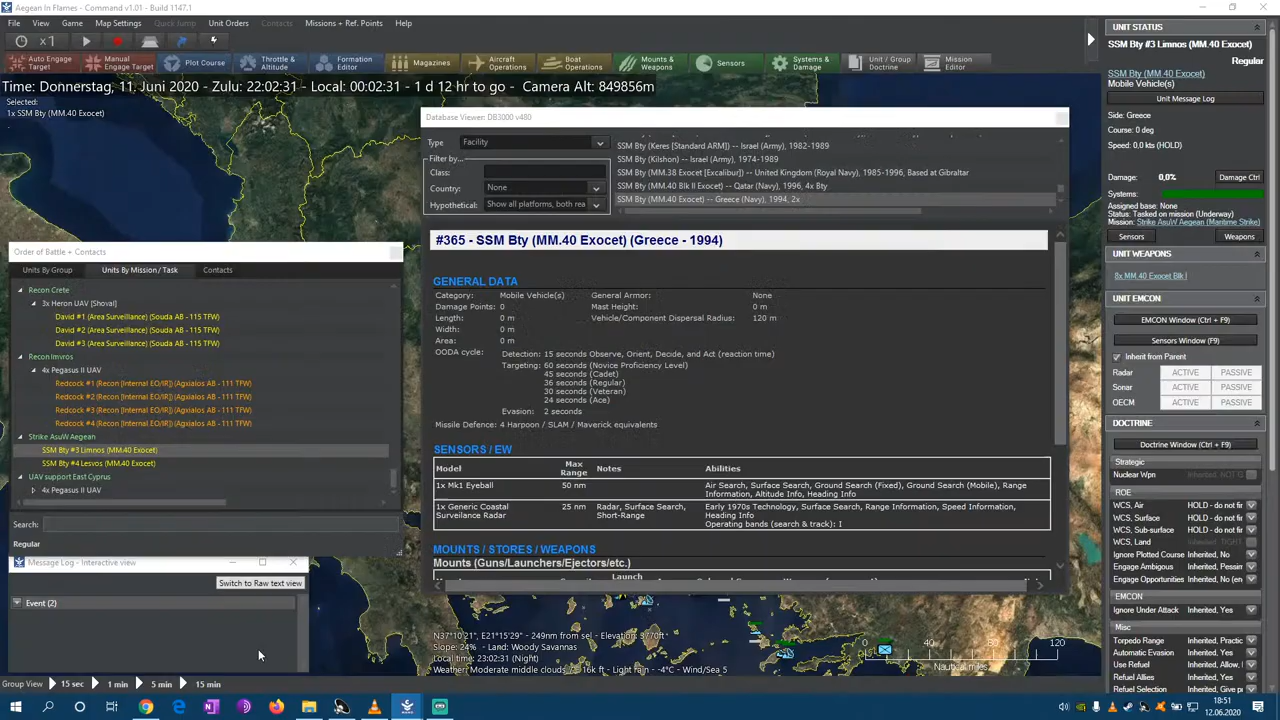 Aegean In Flames - Command v1.01 - Build 1147.1
File View Game Map Settings Quick Jump Unit Orders Contacts Missions + Ref. Points Help
x1
Auto Engage Target
Manual Engage Target
Plot Course
Throttle & Altitude
Formation Editor
Magazines
Aircraft Operations
Boat Operations
Mounts & Weapons
Sensors
Systems & Damage
Unit / Group Doctrine
Mission Editor
Time: Donnerstag, 11. Juni 2020 - Zulu: 22:02:31 - Local: 00:02:31 - 1 d 12 hr to go - Camera Alt: 849856m
Selected:
1x SSM Bty (MM.40 Exocet)
Database Viewer: DB3000 v480
Type Facility
Filter by...
Class:
Country: None
Hypothetical: Show all platforms, both rea
SSM Bty (Keres [Standard ARM]) -- Israel (Army), 1982-1989
SSM Bty (Kilshon) -- Israel (Army), 1974-1989
SSM Bty (MM.38 Exocet [Excalibur]) -- United Kingdom (Royal Navy), 1985-1996, Based at Gibraltar
SSM Bty (MM.40 Blk II Exocet) -- Qatar (Navy), 1996, 4x Bty
SSM Bty (MM.40 Exocet) -- Greece (Navy), 1994, 2x
#365 - SSM Bty (MM.40 Exocet) (Greece - 1994)
GENERAL DATA
Category: Mobile Vehicle(s) General Armor: None
Damage Points: 0 Mast Height: 0 m
Length: 0 m Vehicle/Component Dispersal Radius: 120 m
Width: 0 m
Area: 0 m
OODA cycle: Detection: 15 seconds Observe, Orient, Decide, and Act (reaction time)
Targeting: 60 seconds (Novice Proficiency Level)
45 seconds (Cadet)
36 seconds (Regular)
30 seconds (Veteran)
24 seconds (Ace)
Evasion: 2 seconds
Missile Defence: 4 Harpoon / SLAM / Maverick equivalents
SENSORS / EW
Model Max Range Notes Abilities
1x Mk1 Eyeball 50 nm Air Search, Surface Search, Ground Search (Fixed), Ground Search (Mobile), Range Information, Altitude Info, Heading Info
1x Generic Coastal Surveillance Radar 25 nm Radar, Surface Search, Short-Range Early 1970s Technology, Surface Search, Range Information, Speed Information, Heading Info
Operating bands (search & track): I
MOUNTS / STORES / WEAPONS
Mounts (Guns/Launchers/Ejectors/etc.)
Launch
Order of Battle + Contacts
Units By Group Units By Mission / Task Contacts
Recon Crete
3x Heron UAV [Shoval]
David #1 (Area Surveillance) (Souda AB - 115 TFW)
David #2 (Area Surveillance) (Souda AB - 115 TFW)
David #3 (Area Surveillance) (Souda AB - 115 TFW)
Recon Imvros
4x Pegasus II UAV
Redcock #1 (Recon [Internal EO/IR]) (Agxialos AB - 111 TFW)
Redcock #2 (Recon [Internal EO/IR]) (Agxialos AB - 111 TFW)
Redcock #3 (Recon [Internal EO/IR]) (Agxialos AB - 111 TFW)
Redcock #4 (Recon [Internal EO/IR]) (Agxialos AB - 111 TFW)
Strike AsuW Aegean
SSM Bty #3 Limnos (MM.40 Exocet)
SSM Bty #4 Lesvos (MM.40 Exocet)
UAV support East Cyprus
4x Pegasus II UAV
Search:
Regular
Message Log - Interactive view
Switch to Raw text view
Event (2)
N37°10'21", E21°15'29" - 249nm from sel - Elevation: 3770ft
Slope: 24% - Land: Woody Savannas
Local time: 23:02:31 (Night)
Weather: Moderate middle clouds, 7-16k ft - Light rain - -4°C - Wind/Sea 5
0 40 80 120
Nautical miles
Group View 15 sec 1 min 5 min 15 min
UNIT STATUS
SSM Bty #3 Limnos (MM.40 Exocet)
Regular
SSM Bty (MM.40 Exocet)
Mobile Vehicle(s)
Unit Message Log
Side: Greece
Course: 0 deg
Speed: 0.0 kts (HOLD)
Damage: 0,0% Damage Ctrl
Systems:
Assigned base: None
Status: Tasked on mission (Underway)
Mission: Strike AsuW Aegean (Maritime Strike)
Sensors Weapons
UNIT WEAPONS
8x MM.40 Exocet Blk I
UNIT EMCON
EMCON Window (Ctrl + F9)
Sensors Window (F9)
Inherit from Parent
Radar ACTIVE PASSIVE
Sonar ACTIVE PASSIVE
OECM ACTIVE PASSIVE
DOCTRINE
Doctrine Window (Ctrl + F9)
Strategic
Nuclear Wpn Inherited: NOT G
ROE
WCS, Air HOLD - do not fi
WCS, Surface HOLD - do not fi
WCS, Sub-surface HOLD - do not fi
WCS, Land Inherited: TIGHT
Ignore Plotted Course Inherited, No
Engage Ambigous Inherited, Pessin
Engage Opportunities Inherited, No (en
EMCON
Ignore Under Attack Inherited, Yes
Misc
Torpedo Range Inherited, Practic
Automatic Evasion Inherited, Yes
Use Refuel Inherited, Allow,
Refuel Allies Inherited, Yes
Refuel Selection
18:51
12.06.2020